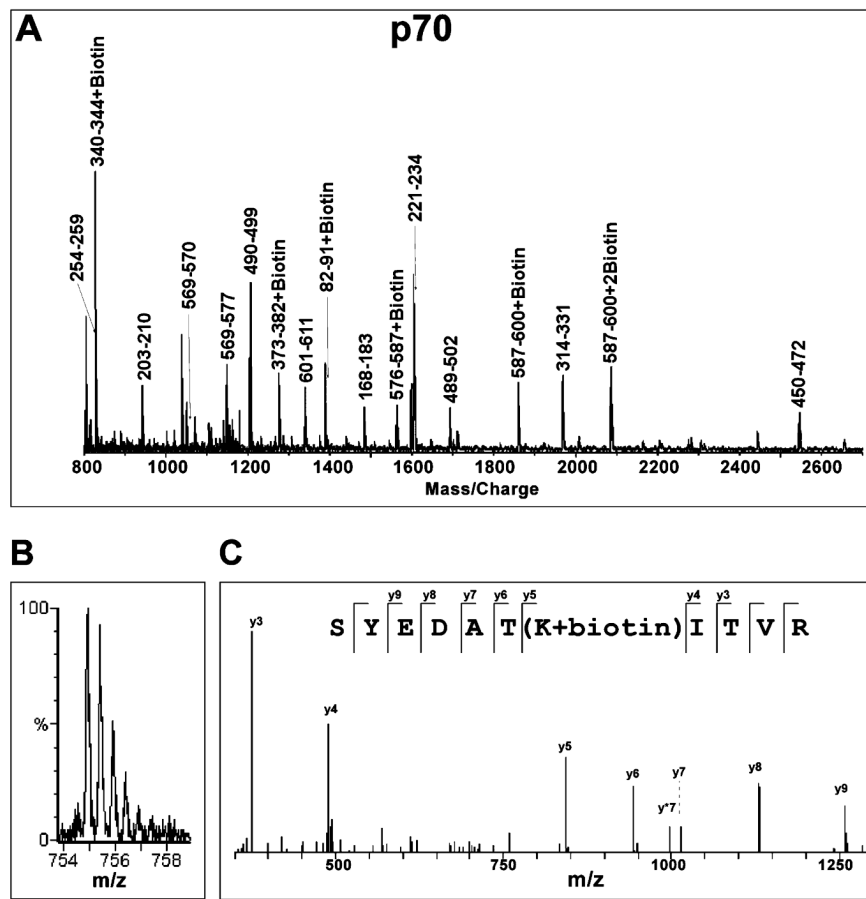 A
p70
254-259
340-344+Biotin
203-210
569-570
569-577
490-499
373-382+Biotin
601-611
82-91+Biotin
168-183
576-587+Biotin
221-234
489-502
587-600+Biotin
314-331
587-600+2Biotin
450-472
800 1000 1200 1400 1600 1800 2000 2200 2400 2600
Mass/Charge
B
100
%
0
754 756 758
m/z
C
y9 y8 y7 y6 y5 y4 y3
S Y E D A T (K+biotin) I T V R
y3
y4
y5
y6
y*7
y7
y8
y9
500 750 1000 1250
m/z